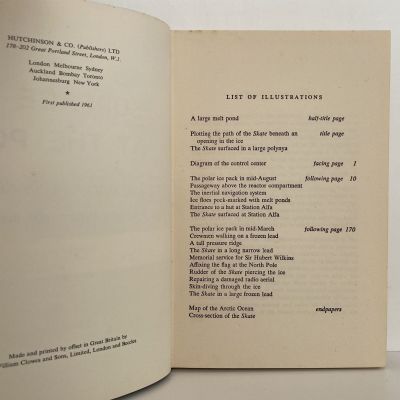 HUTCHINSON & CO. (Publishers) LTD
178-202 Great Portland Street, London, W.1.
London Melbourne Sydney
Auckland Bombay Toronto
Johannesburg New York
★
First published 1961
Made and printed by offset in Great Britain by
William Clowes and Sons, Limited, London and Beccles
LIST OF ILLUSTRATIONS
A large melt pond half-title page
Plotting the path of the Skate beneath an title page
opening in the ice
The Skate surfaced in a large polynya
Diagram of the control center facing page 1
The polar ice pack in mid-August following page 10
Passageway above the reactor compartment
The inertial navigation system
Ice floes pock-marked with melt ponds
Entrance to a hut at Station Alfa
The Skate surfaced at Station Alfa
The polar ice pack in mid-March following page 170
Crewmen walking on a frozen lead
A tall pressure ridge
The Skate in a long narrow lead
Memorial service for Sir Hubert Wilkins
Affixing the flag at the North Pole
Rudder of the Skate piercing the ice
Repairing a damaged radio aerial
Skin-diving through the ice
The Skate in a large frozen lead
Map of the Arctic Ocean endpapers
Cross-section of the Skate